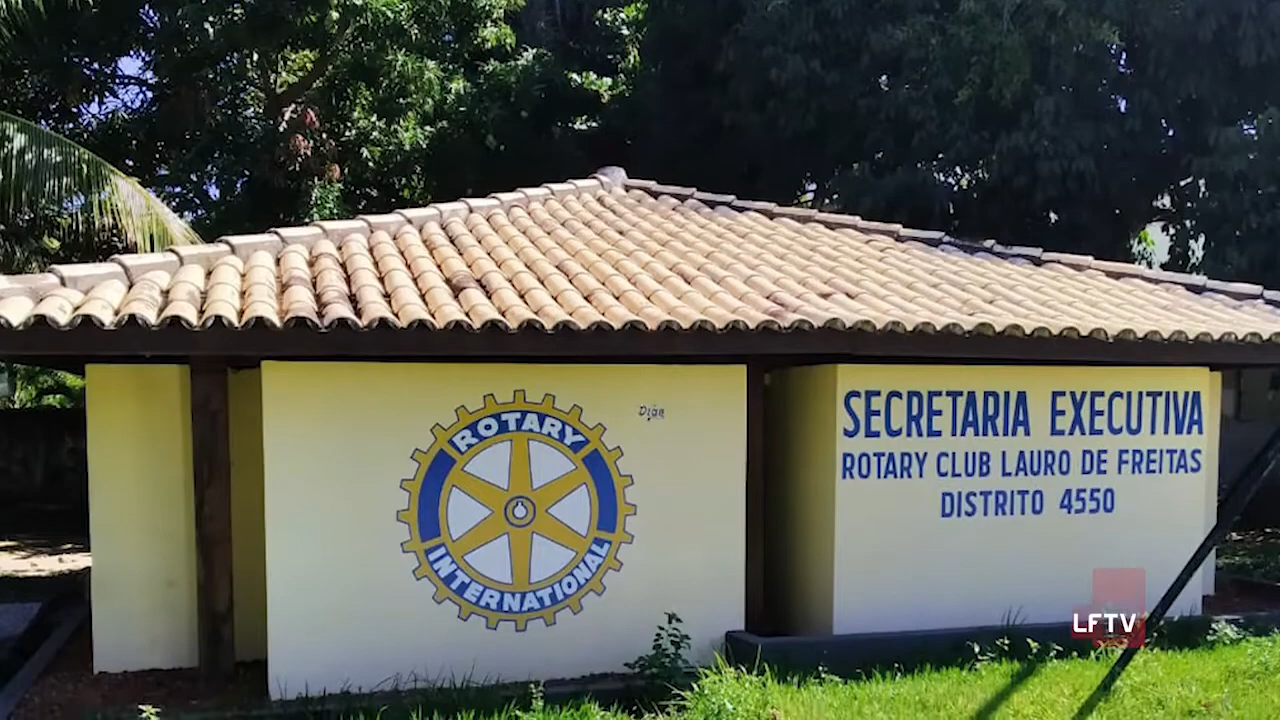 ROTARY
INTERNATIONAL
SECRETARIA EXECUTIVA
ROTARY CLUB LAURO DE FREITAS
DISTRITO 4550
LFTV